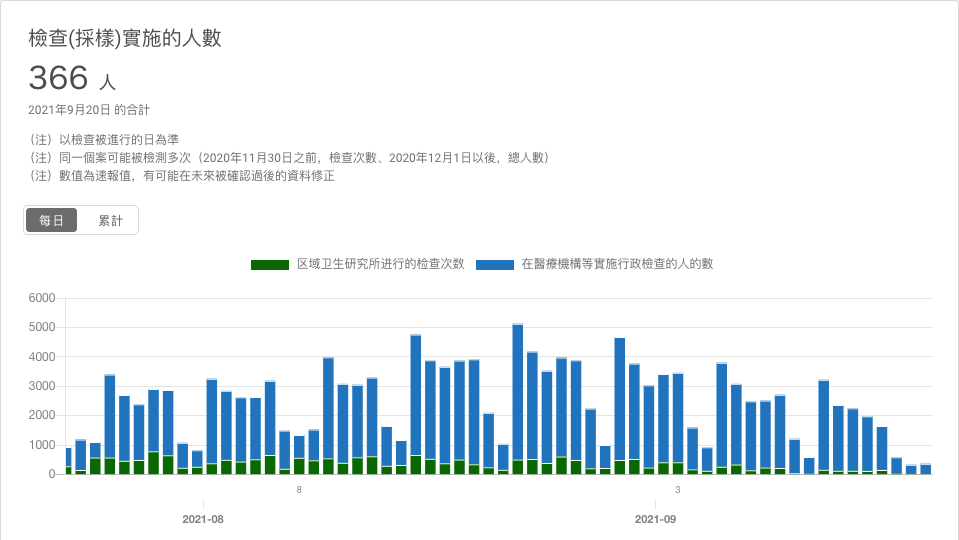 檢查(採樣)實施的人數
366 人
2021年9月20日 的合計
（注）以檢查被進行的日為準
（注）同一個案可能被檢測多次（2020年11月30日之前，檢查次數、2020年12月1日以後，總人數）
（注）數值為速報值，有可能在未來被確認過後的資料修正
每日 累計
区域卫生研究所进行的检查次数 在醫療機構等實施行政檢查的人的數
6000
5000
4000
3000
2000
1000
0
8 3
2021-08 2021-09